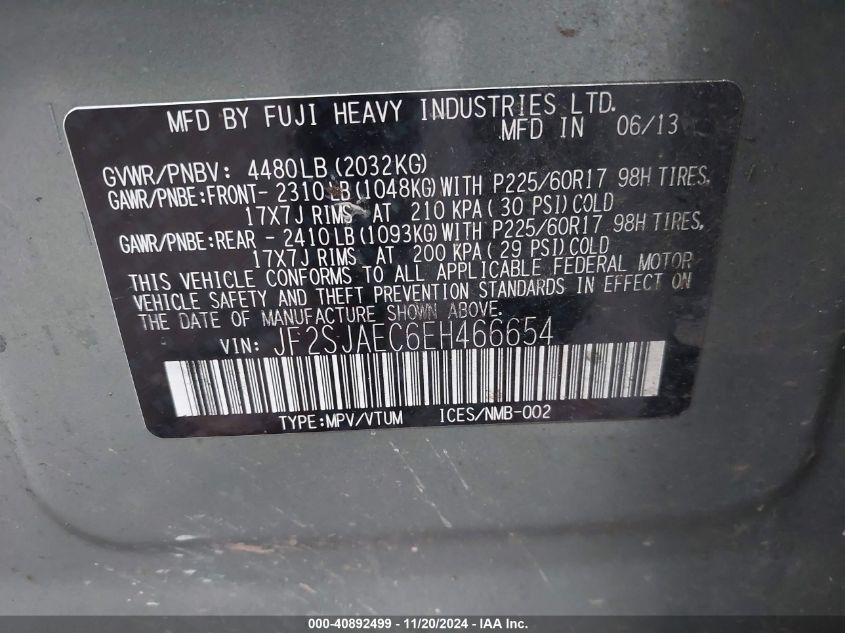 MFD BY FUJI HEAVY INDUSTRIES LTD.
MFD IN 06/13
GVWR/PNBV: 4480LB(2032KG)
GAWR/PNBE:FRONT- 2310LB(1048KG)WITH P225/60R17 98H TIRES,
17X7J RIMS AT 210 KPA(30 PSI)COLD
GAWR/PNBE:REAR - 2410LB(1093KG)WITH P225/60R17 98H TIRES,
17X7J RIMS AT 200 KPA(29 PSI)COLD
THIS VEHICLE CONFORMS TO ALL APPLICABLE FEDERAL MOTOR
VEHICLE SAFETY AND THEFT PREVENTION STANDARDS IN EFFECT ON
THE DATE OF MANUFACTURE SHOWN ABOVE.
VIN: JF2SJAEC6EH466654
TYPE:MPV/VTUM ICES/NMB-002
000-40892499 - 11/20/2024 - IAA Inc.